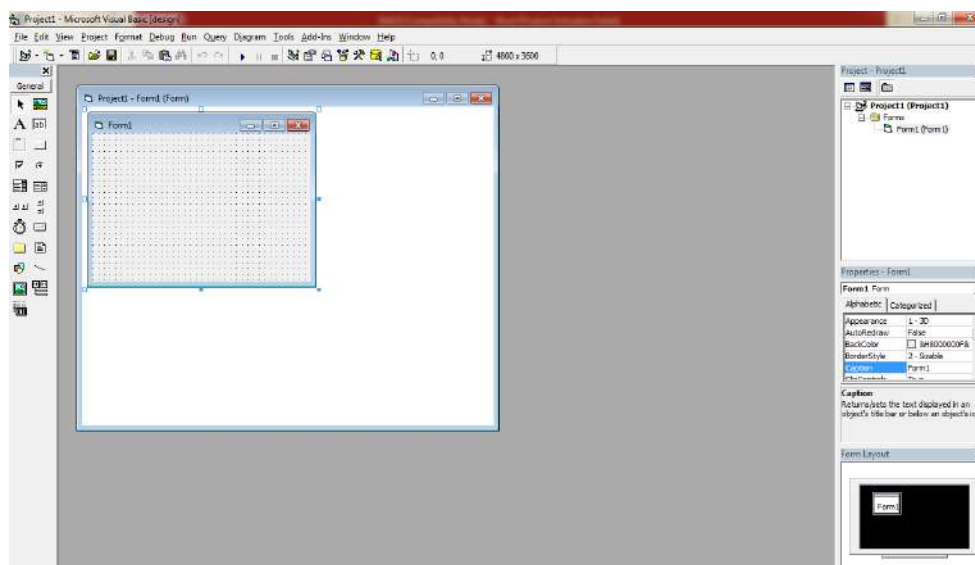 Project1 - Microsoft Visual Basic [design]
File Edit View Project Format Debug Run Query Diagram Tools Add-Ins Window Help
0, 0 4800 x 3600
General
A ab
Project1 - Form1 (Form)
Form1
Project - Project1
Project1 (Project1)
Forms
Form1 (Form1)
Properties - Form1
Form1 Form
Alphabetic Categorized
Appearance 1 - 3D
AutoRedraw False
BackColor &H8000000F&
BorderStyle 2 - Sizable
Caption Form1
Caption
Returns/sets the text displayed in an
object's title bar or below an object's
Form Layout
Form1